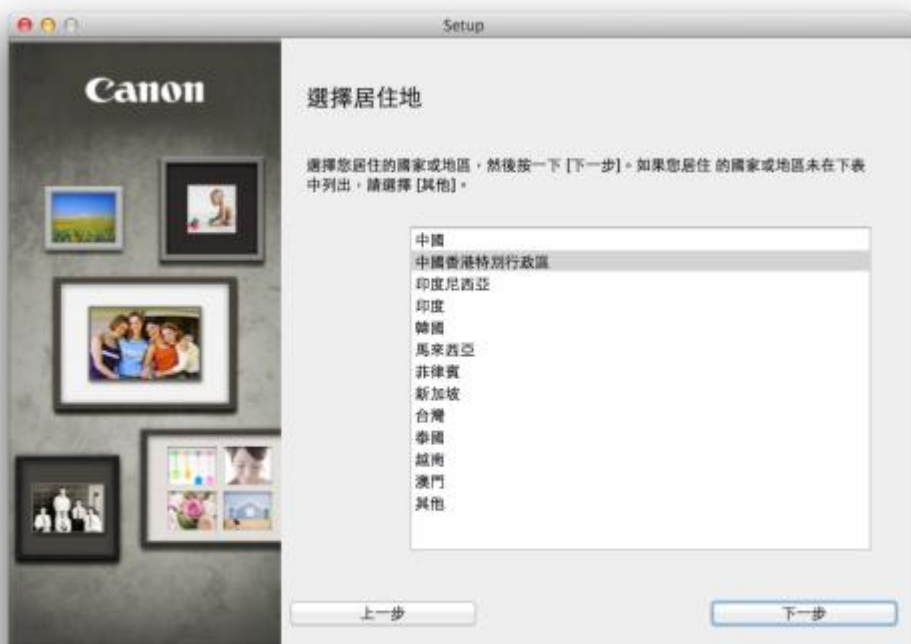 Setup
Canon
選擇居住地
選擇您居住的國家或地區，然後按一下 [下一步]。如果您居住 的國家或地區未在下表
中列出，請選擇 [其他]。
中國
中國香港特別行政區
印度尼西亞
印度
韓國
馬來西亞
菲律賓
新加坡
台灣
泰國
越南
澳門
其他
上一步
下一步